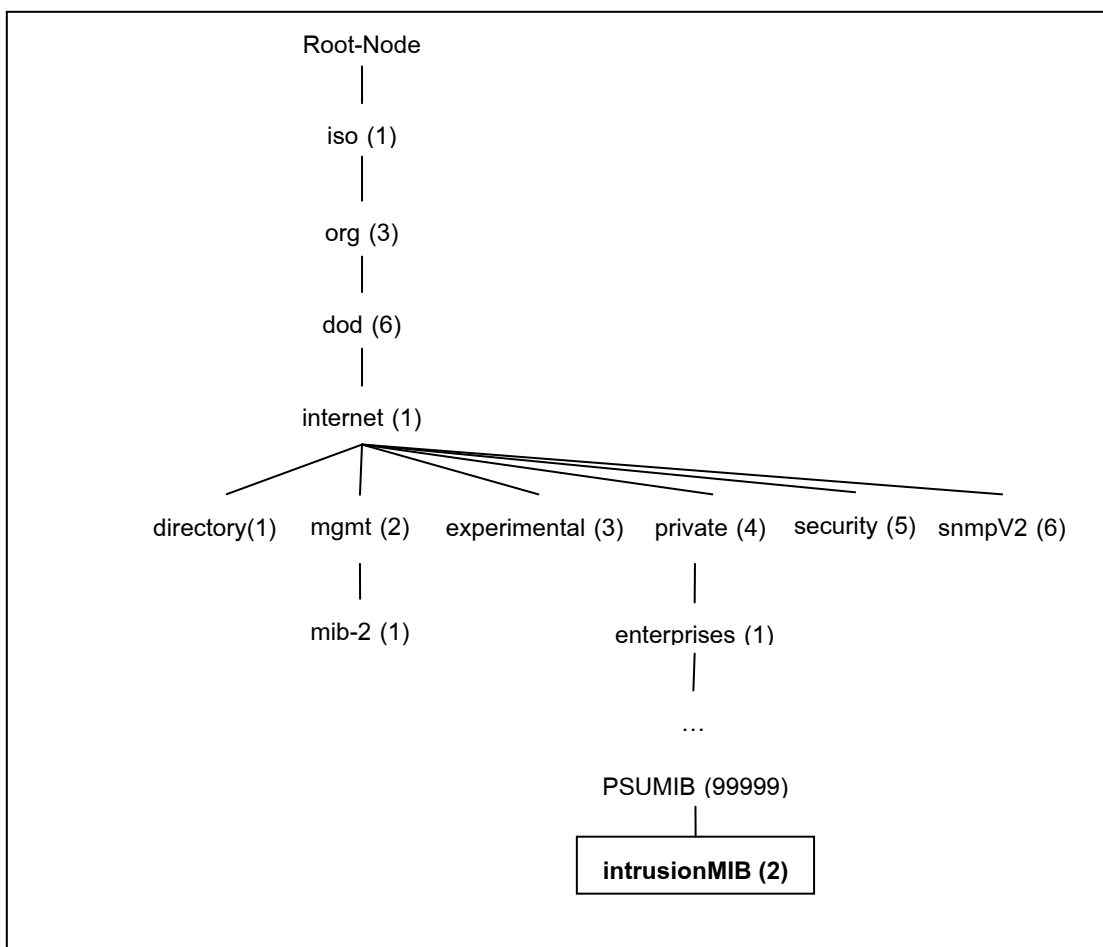 Root-Node
iso (1)
org (3)
dod (6)
internet (1)
directory(1) mgmt (2) experimental (3) private (4) security (5) snmpV2 (6)
mib-2 (1) enterprises (1)
…
PSUMIB (99999)
intrusionMIB (2)